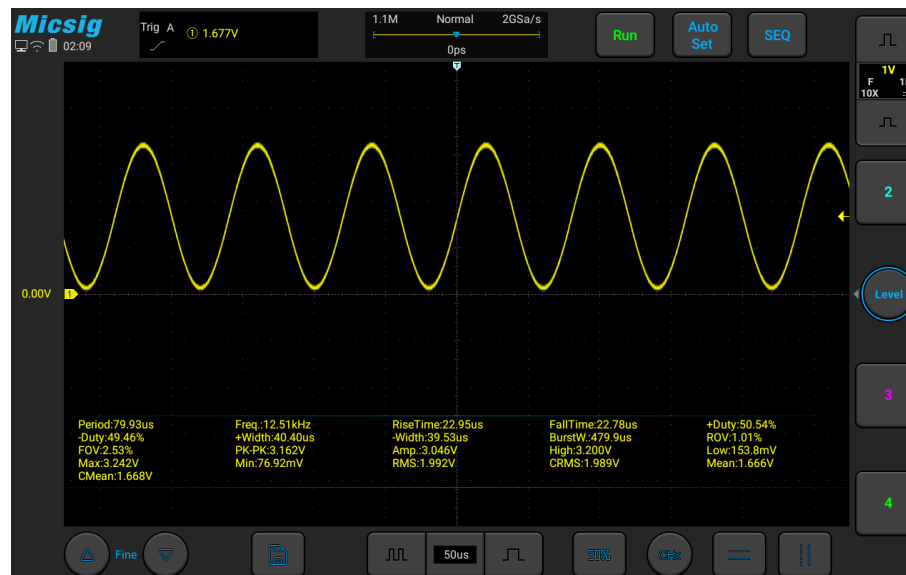 Micsig
02:09
Trig A
① 1.677V
1.1M Normal 2GSa/s
0ps
Run
Auto
Set
SEQ
T
1V
F
10X
2
0.00V
1
Level
3
Period:79.93us Freq.:12.51kHz RiseTime:22.95us FallTime:22.78us +Duty:50.54%
-Duty:49.46% +Width:40.40us -Width:39.53us BurstW.:479.9us ROV:1.01%
FOV:2.53% PK-PK:3.162V Amp.:3.046V High:3.200V Low:153.8mV
Max:3.242V Min:76.92mV RMS:1.992V CRMS:1.989V Mean:1.666V
CMean:1.668V
4
Fine
50us
50%
CHx